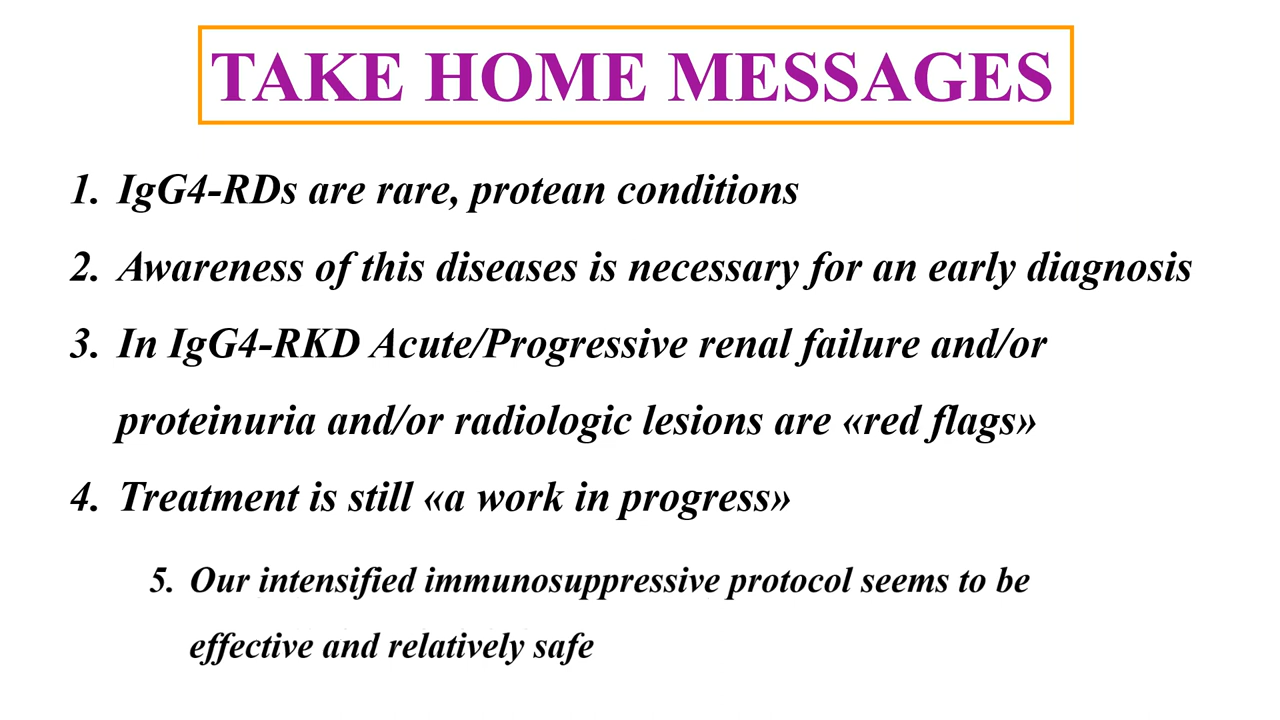 TAKE HOME MESSAGES
1. IgG4-RDs are rare, protean conditions
2. Awareness of this diseases is necessary for an early diagnosis
3. In IgG4-RKD Acute/Progressive renal failure and/or
proteinuria and/or radiologic lesions are «red flags»
4. Treatment is still «a work in progress»
5. Our intensified immunosuppressive protocol seems to be
effective and relatively safe